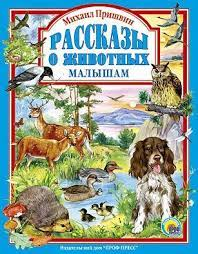 Михаил Пришвин
РАССКАЗЫ
О ЖИВОТНЫХ
МАЛЫШАМ
Издательский дом "ПРОФ-ПРЕСС"